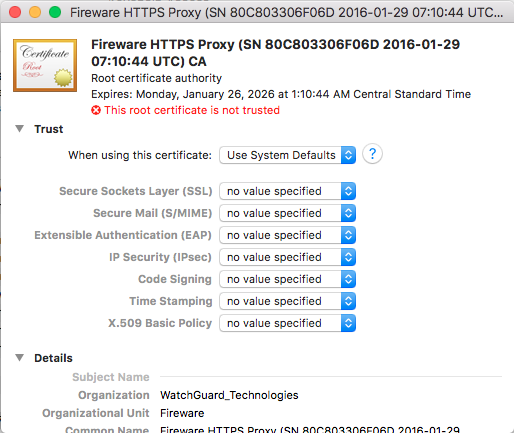 Fireware HTTPS Proxy (SN 80C803306F06D 2016-01-29 07:10:44 UTC...
Certificate
Root
Fireware HTTPS Proxy (SN 80C803306F06D 2016-01-29
07:10:44 UTC) CA
Root certificate authority
Expires: Monday, January 26, 2026 at 1:10:44 AM Central Standard Time
This root certificate is not trusted
Trust
When using this certificate: Use System Defaults ?
Secure Sockets Layer (SSL) no value specified
Secure Mail (S/MIME) no value specified
Extensible Authentication (EAP) no value specified
IP Security (IPsec) no value specified
Code Signing no value specified
Time Stamping no value specified
X.509 Basic Policy no value specified
Details
Subject Name
Organization WatchGuard_Technologies
Organizational Unit Fireware
Common Name Fireware HTTPS Proxy (SN 80C803306F06D 2016-01-29